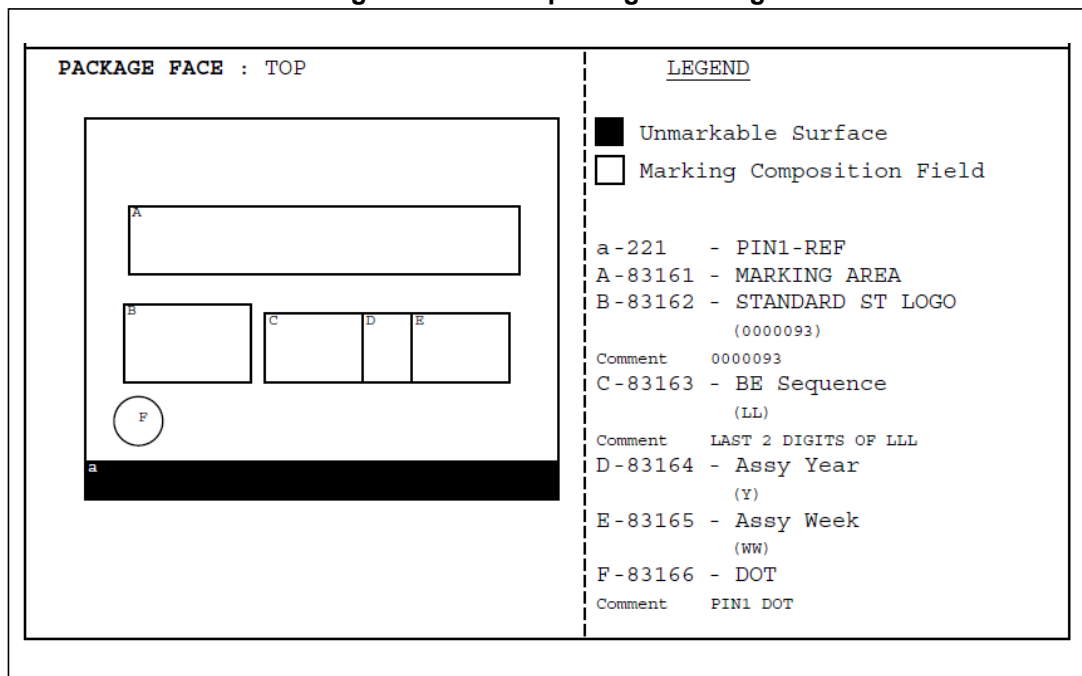 PACKAGE FACE : TOP
A
B
C
D
E
F
a
LEGEND
Unmarkable Surface
Marking Composition Field
a-221 - PIN1-REF
A-83161 - MARKING AREA
B-83162 - STANDARD ST LOGO
(0000093)
Comment 0000093
C-83163 - BE Sequence
(LL)
Comment LAST 2 DIGITS OF LLL
D-83164 - Assy Year
(Y)
E-83165 - Assy Week
(WW)
F-83166 - DOT
Comment PIN1 DOT